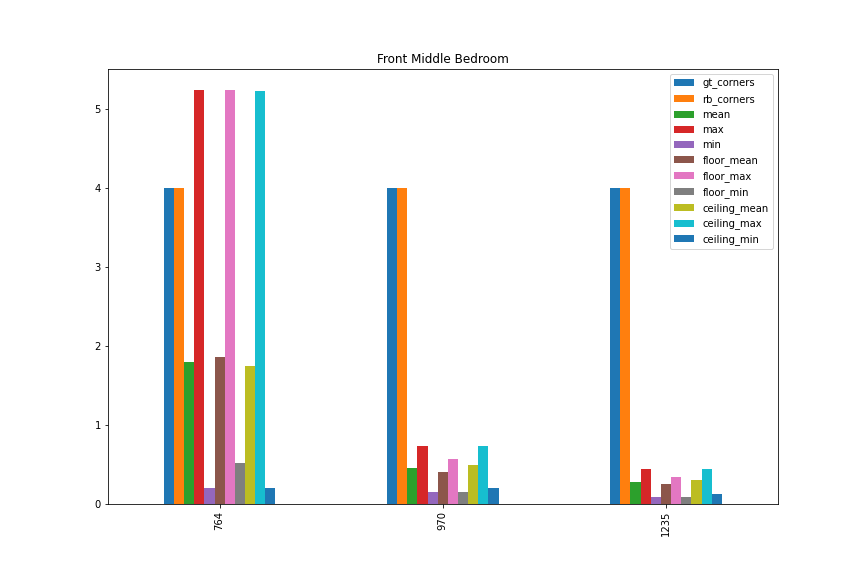 Front Middle Bedroom
gt_corners
rb_corners
mean
max
min
floor_mean
floor_max
floor_min
ceiling_mean
ceiling_max
ceiling_min
5
4
3
2
1
0
764
970
1235